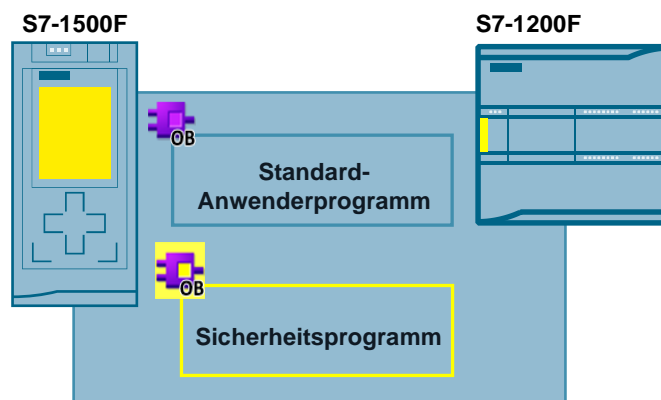 S7-1500F
S7-1200F
OB
Standard-
Anwenderprogramm
OB
Sicherheitsprogramm